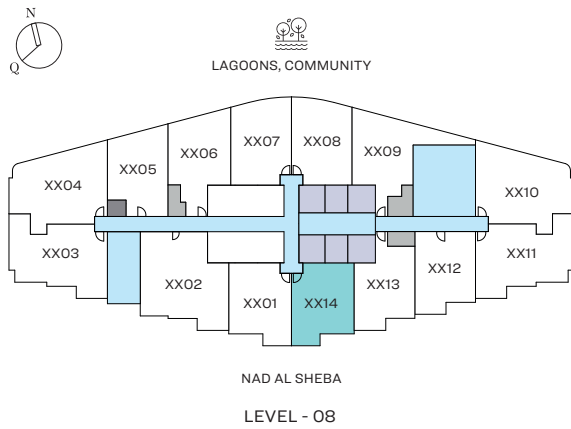 N
Q
LAGOONS, COMMUNITY
XX07
XX08
XX06
XX09
XX05
XX04
XX10
XX03
XX11
XX02
XX12
XX01
XX14
XX13
NAD AL SHEBA
LEVEL - 08